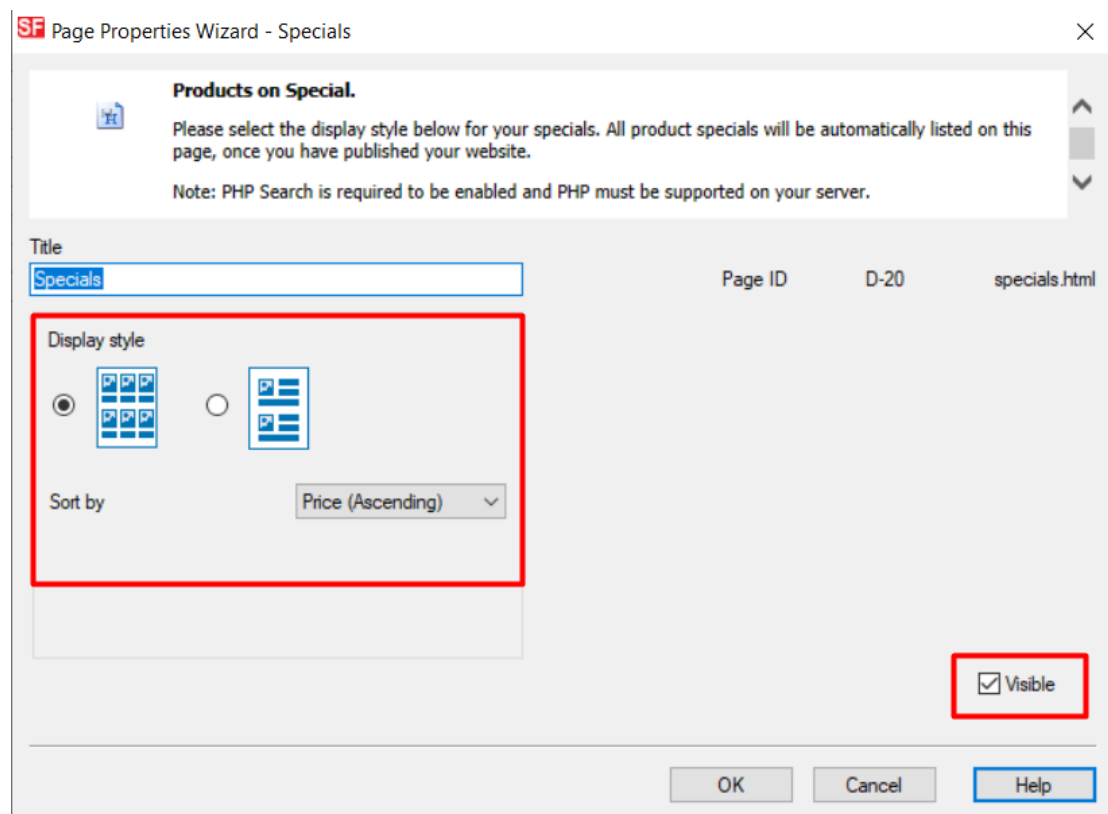 SF Page Properties Wizard - Specials
Products on Special.
Please select the display style below for your specials. All product specials will be automatically listed on this
page, once you have published your website.
Note: PHP Search is required to be enabled and PHP must be supported on your server.
Title
Specials
Page ID D-20 specials.html
Display style
Sort by Price (Ascending)
Visible
OK Cancel Help